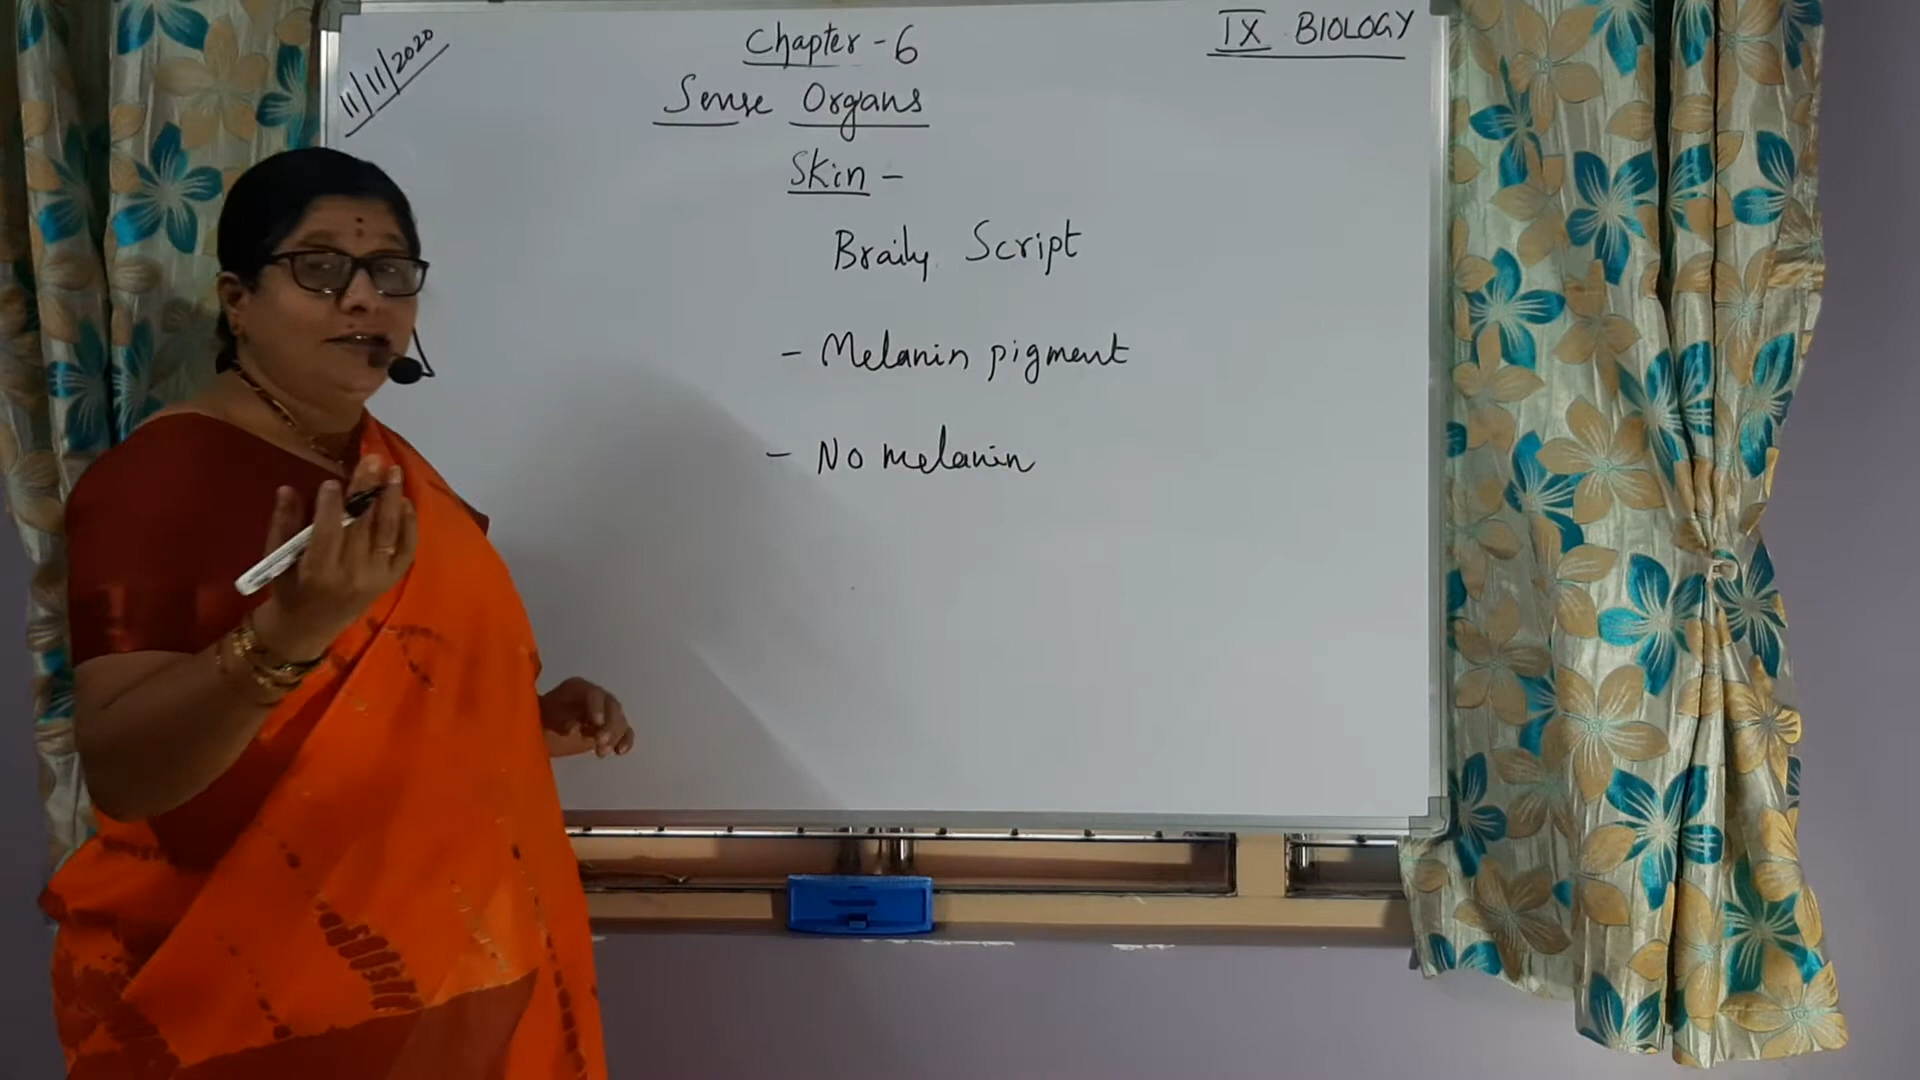 11/11/2020
Chapter - 6
IX BIOLOGY
Sense Organs
Skin -
Braily Script
- Melanin pigment
- No melanin